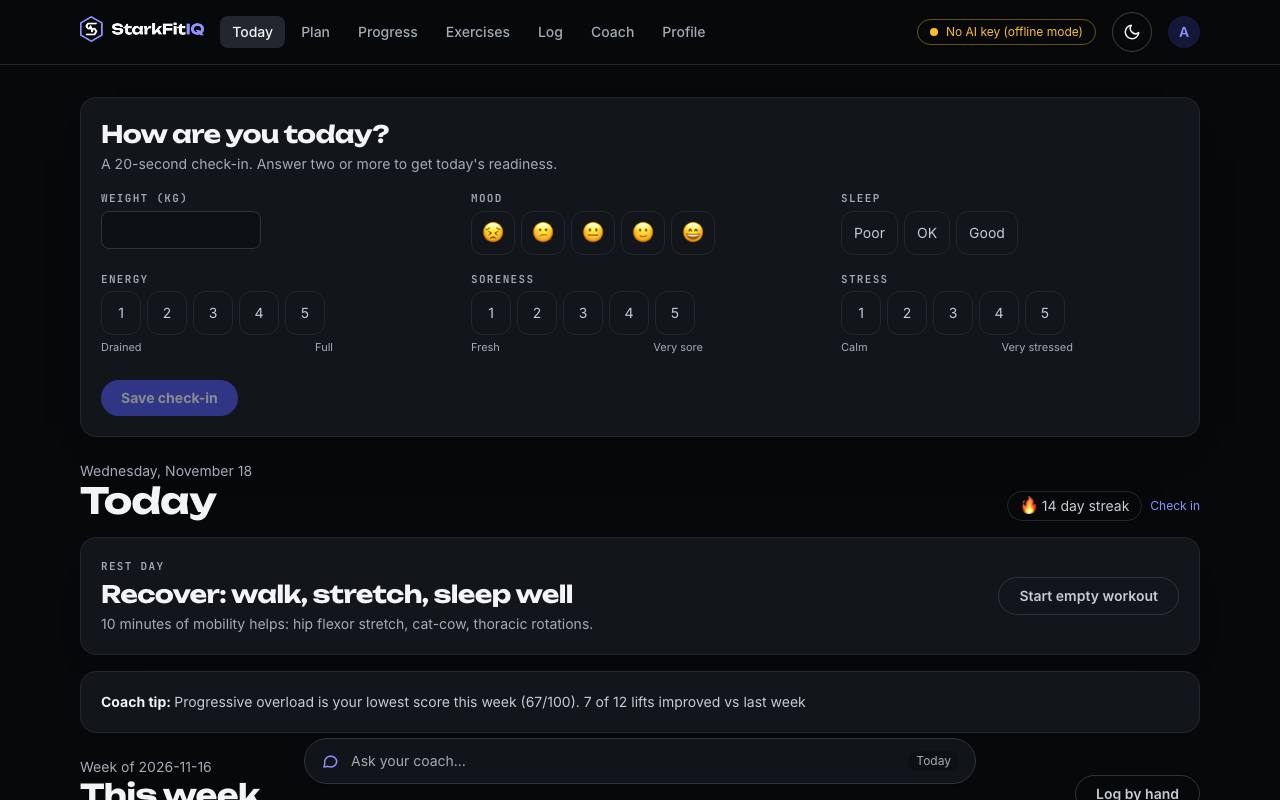 StarkFitIQ Today Plan Progress Exercises Log Coach Profile No AI key (offline mode) A
How are you today?
A 20-second check-in. Answer two or more to get today's readiness.
WEIGHT (KG) MOOD SLEEP
Poor OK Good
ENERGY SORENESS STRESS
1 2 3 4 5 1 2 3 4 5 1 2 3 4 5
Drained Full Fresh Very sore Calm Very stressed
Save check-in
Wednesday, November 18
Today
14 day streak Check in
REST DAY
Recover: walk, stretch, sleep well
10 minutes of mobility helps: hip flexor stretch, cat-cow, thoracic rotations.
Start empty workout
Coach tip: Progressive overload is your lowest score this week (67/100). 7 of 12 lifts improved vs last week
Ask your coach... Today
Week of 2026-11-16
This week
Log by hand